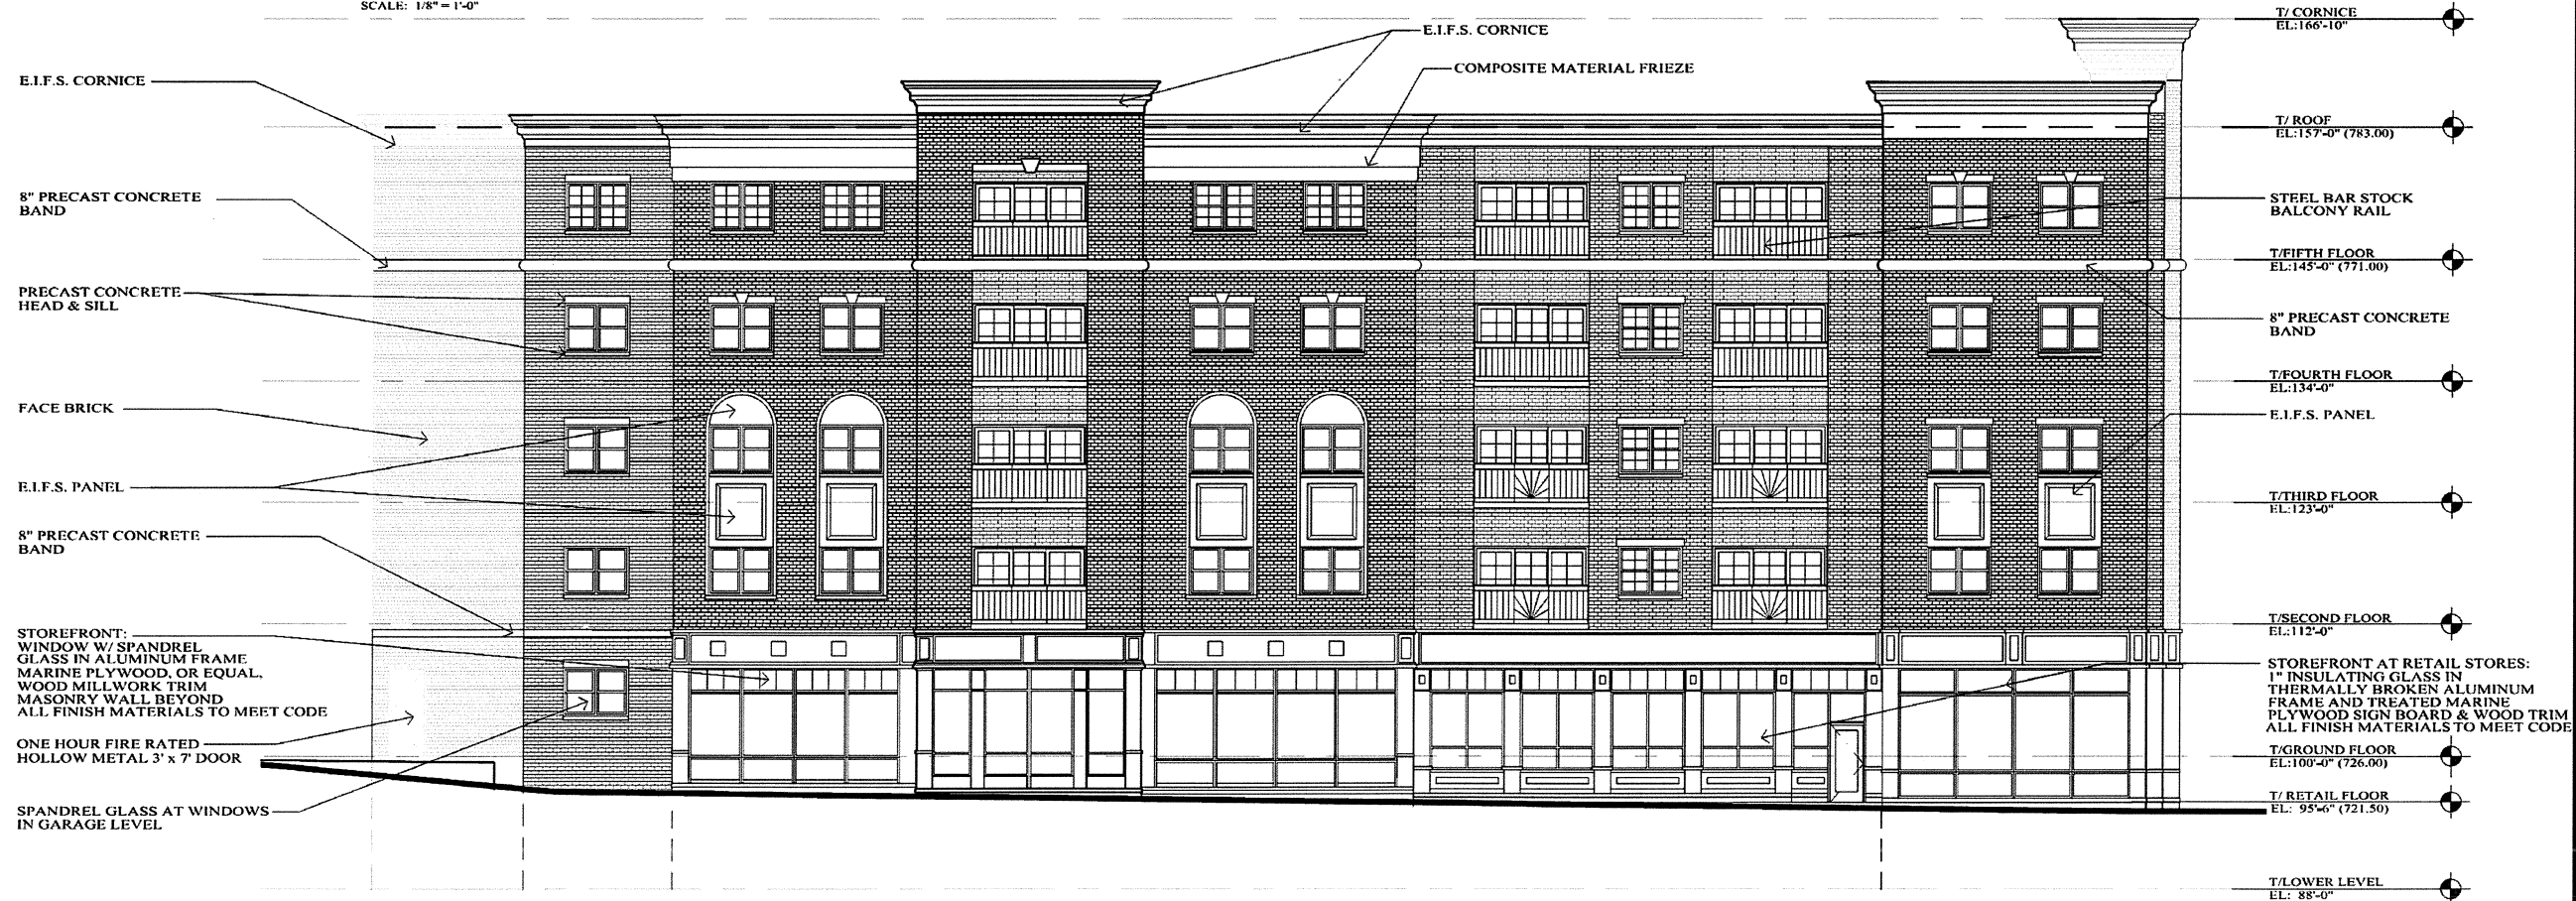 SCALE: 1/8" = 1'-0"
E.I.F.S. CORNICE
8" PRECAST CONCRETE
BAND
PRECAST CONCRETE
HEAD & SILL
FACE BRICK
E.I.F.S. PANEL
8" PRECAST CONCRETE
BAND
STOREFRONT:
WINDOW W/ SPANDREL
GLASS IN ALUMINUM FRAME
MARINE PLYWOOD, OR EQUAL,
WOOD MILLWORK TRIM
MASONRY WALL BEYOND
ALL FINISH MATERIALS TO MEET CODE
ONE HOUR FIRE RATED
HOLLOW METAL 3' x 7' DOOR
SPANDREL GLASS AT WINDOWS
IN GARAGE LEVEL
E.I.F.S. CORNICE
COMPOSITE MATERIAL FRIEZE
T/ CORNICE
EL:166'-10"
T/ ROOF
EL:157'-0" (783.00)
STEEL BAR STOCK
BALCONY RAIL
T/FIFTH FLOOR
EL:145'-0" (771.00)
8" PRECAST CONCRETE
BAND
T/FOURTH FLOOR
EL:134'-0"
E.I.F.S. PANEL
T/THIRD FLOOR
EL:123'-0"
T/SECOND FLOOR
EL:112'-0"
STOREFRONT AT RETAIL STORES:
1" INSULATING GLASS IN
THERMALLY BROKEN ALUMINUM
FRAME AND TREATED MARINE
PLYWOOD SIGN BOARD & WOOD TRIM
ALL FINISH MATERIALS TO MEET CODE
T/GROUND FLOOR
EL:100'-0" (726.00)
T/ RETAIL FLOOR
EL: 95'-6" (721.50)
T/LOWER LEVEL
EL: 88'-0"